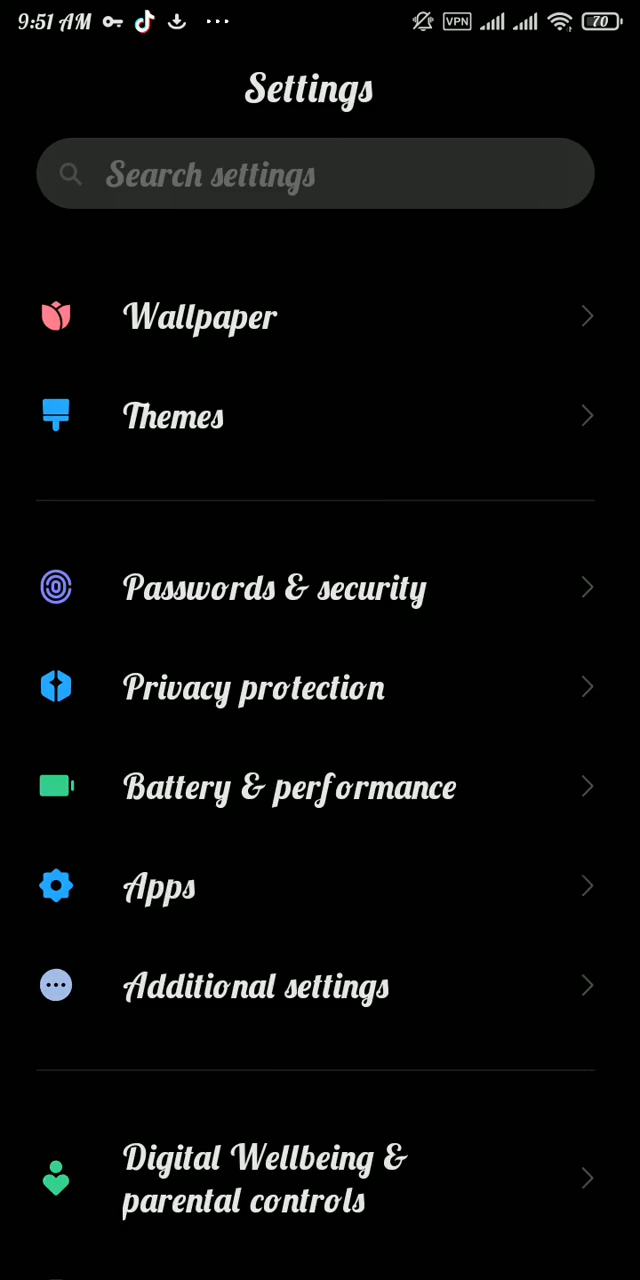 9:51 AM VPN 70
Settings
Search settings
Wallpaper
Themes
Passwords & security
Privacy protection
Battery & performance
Apps
Additional settings
Digital Wellbeing &
parental controls